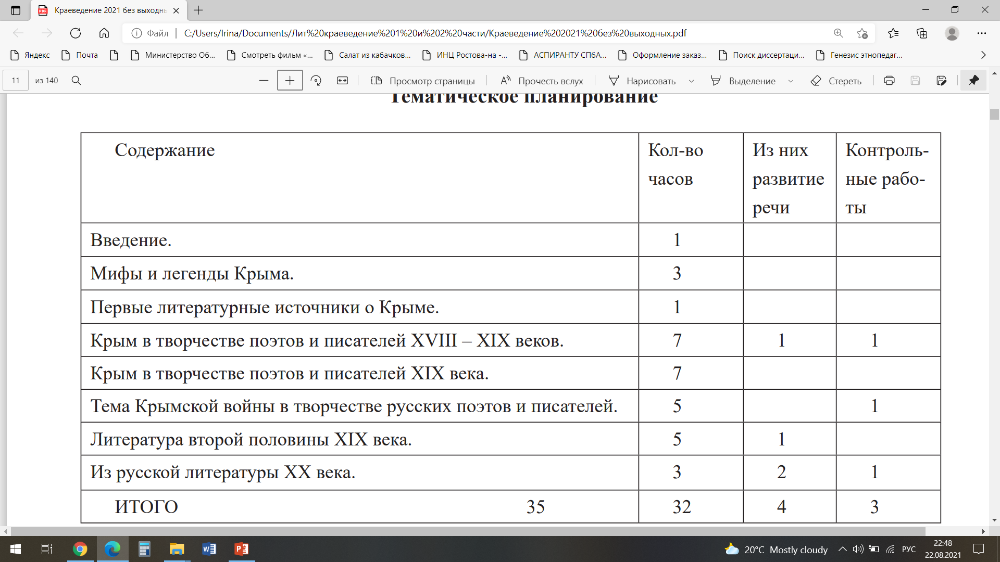 Краеведение 2021 без выходнь
Файл
C:/Users/Irina/Documents/Лит%20краеведение%201%20и%202%20части/Краеведение%202021%20без%20выходных.pdf
Яндекс
Почта
Министерство Об...
Смотреть фильм «...
Салат из кабачков...
ИНЦ Ростова-на -...
АСПИРАНТУ СПбА...
Оформление заказ...
Поиск диссертаци...
Генезис этнопедаг...
11 из 140
Просмотр страницы
Прочесть вслух
Нарисовать
Выделение
Стереть
Тематическое планирование
Содержание
Кол-во
часов
Из них
развитие
речи
Контроль-
ные рабо-
ты
Введение. 1
Мифы и легенды Крыма. 3
Первые литературные источники о Крыме. 1
Крым в творчестве поэтов и писателей XVIII – XIX веков. 7 1 1
Крым в творчестве поэтов и писателей XIX века. 7
Тема Крымской войны в творчестве русских поэтов и писателей. 5 1
Литература второй половины XIX века. 5 1
Из русской литературы XX века. 3 2 1
ИТОГО 35 32 4 3
20°C Mostly cloudy
РУС
22:48
22.08.2021